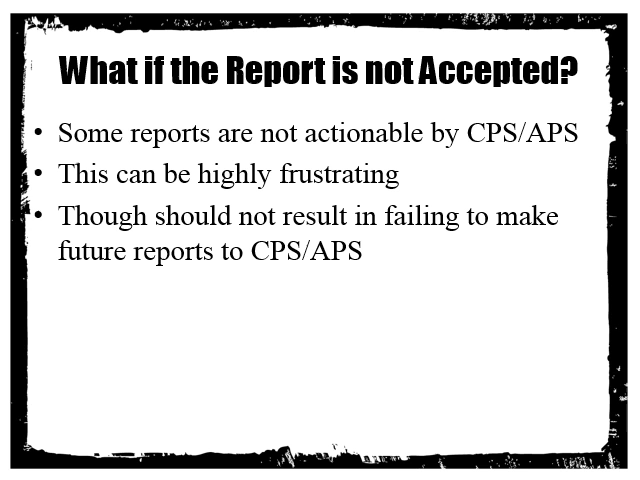 What if the Report is not Accepted?
• Some reports are not actionable by CPS/APS
• This can be highly frustrating
• Though should not result in failing to make
future reports to CPS/APS